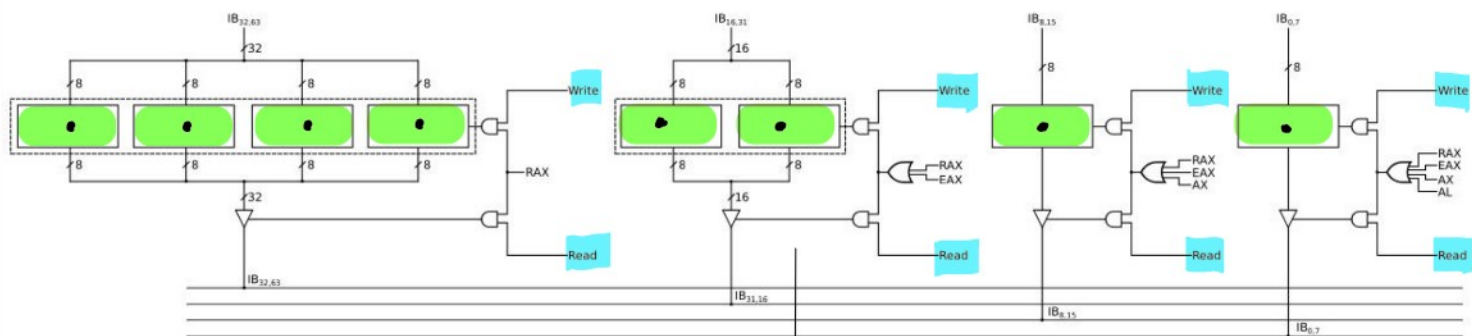 IB32,63 IB16,31 IB8,15 IB0,7
32 16
8 8
8 8 8 8 8 8
Write Write Write Write
RAX
RAX EAX
RAX EAX AX
RAX EAX AX AL
8 8 8 8 8 8
32 16
Read Read Read Read
IB32,63
IB31,16
IB8,15
IB0,7